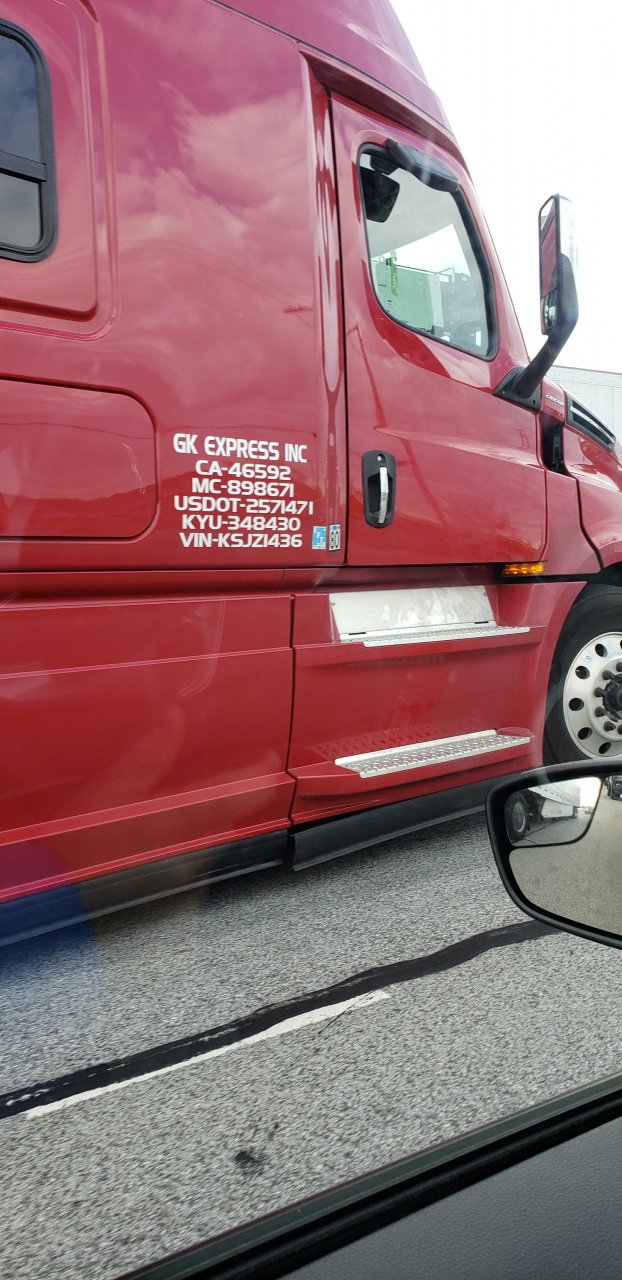 GK EXPRESS INC
CA-46592
MC-898671
USDOT-2571471
KYU-348430
VIN-KSJZ1436